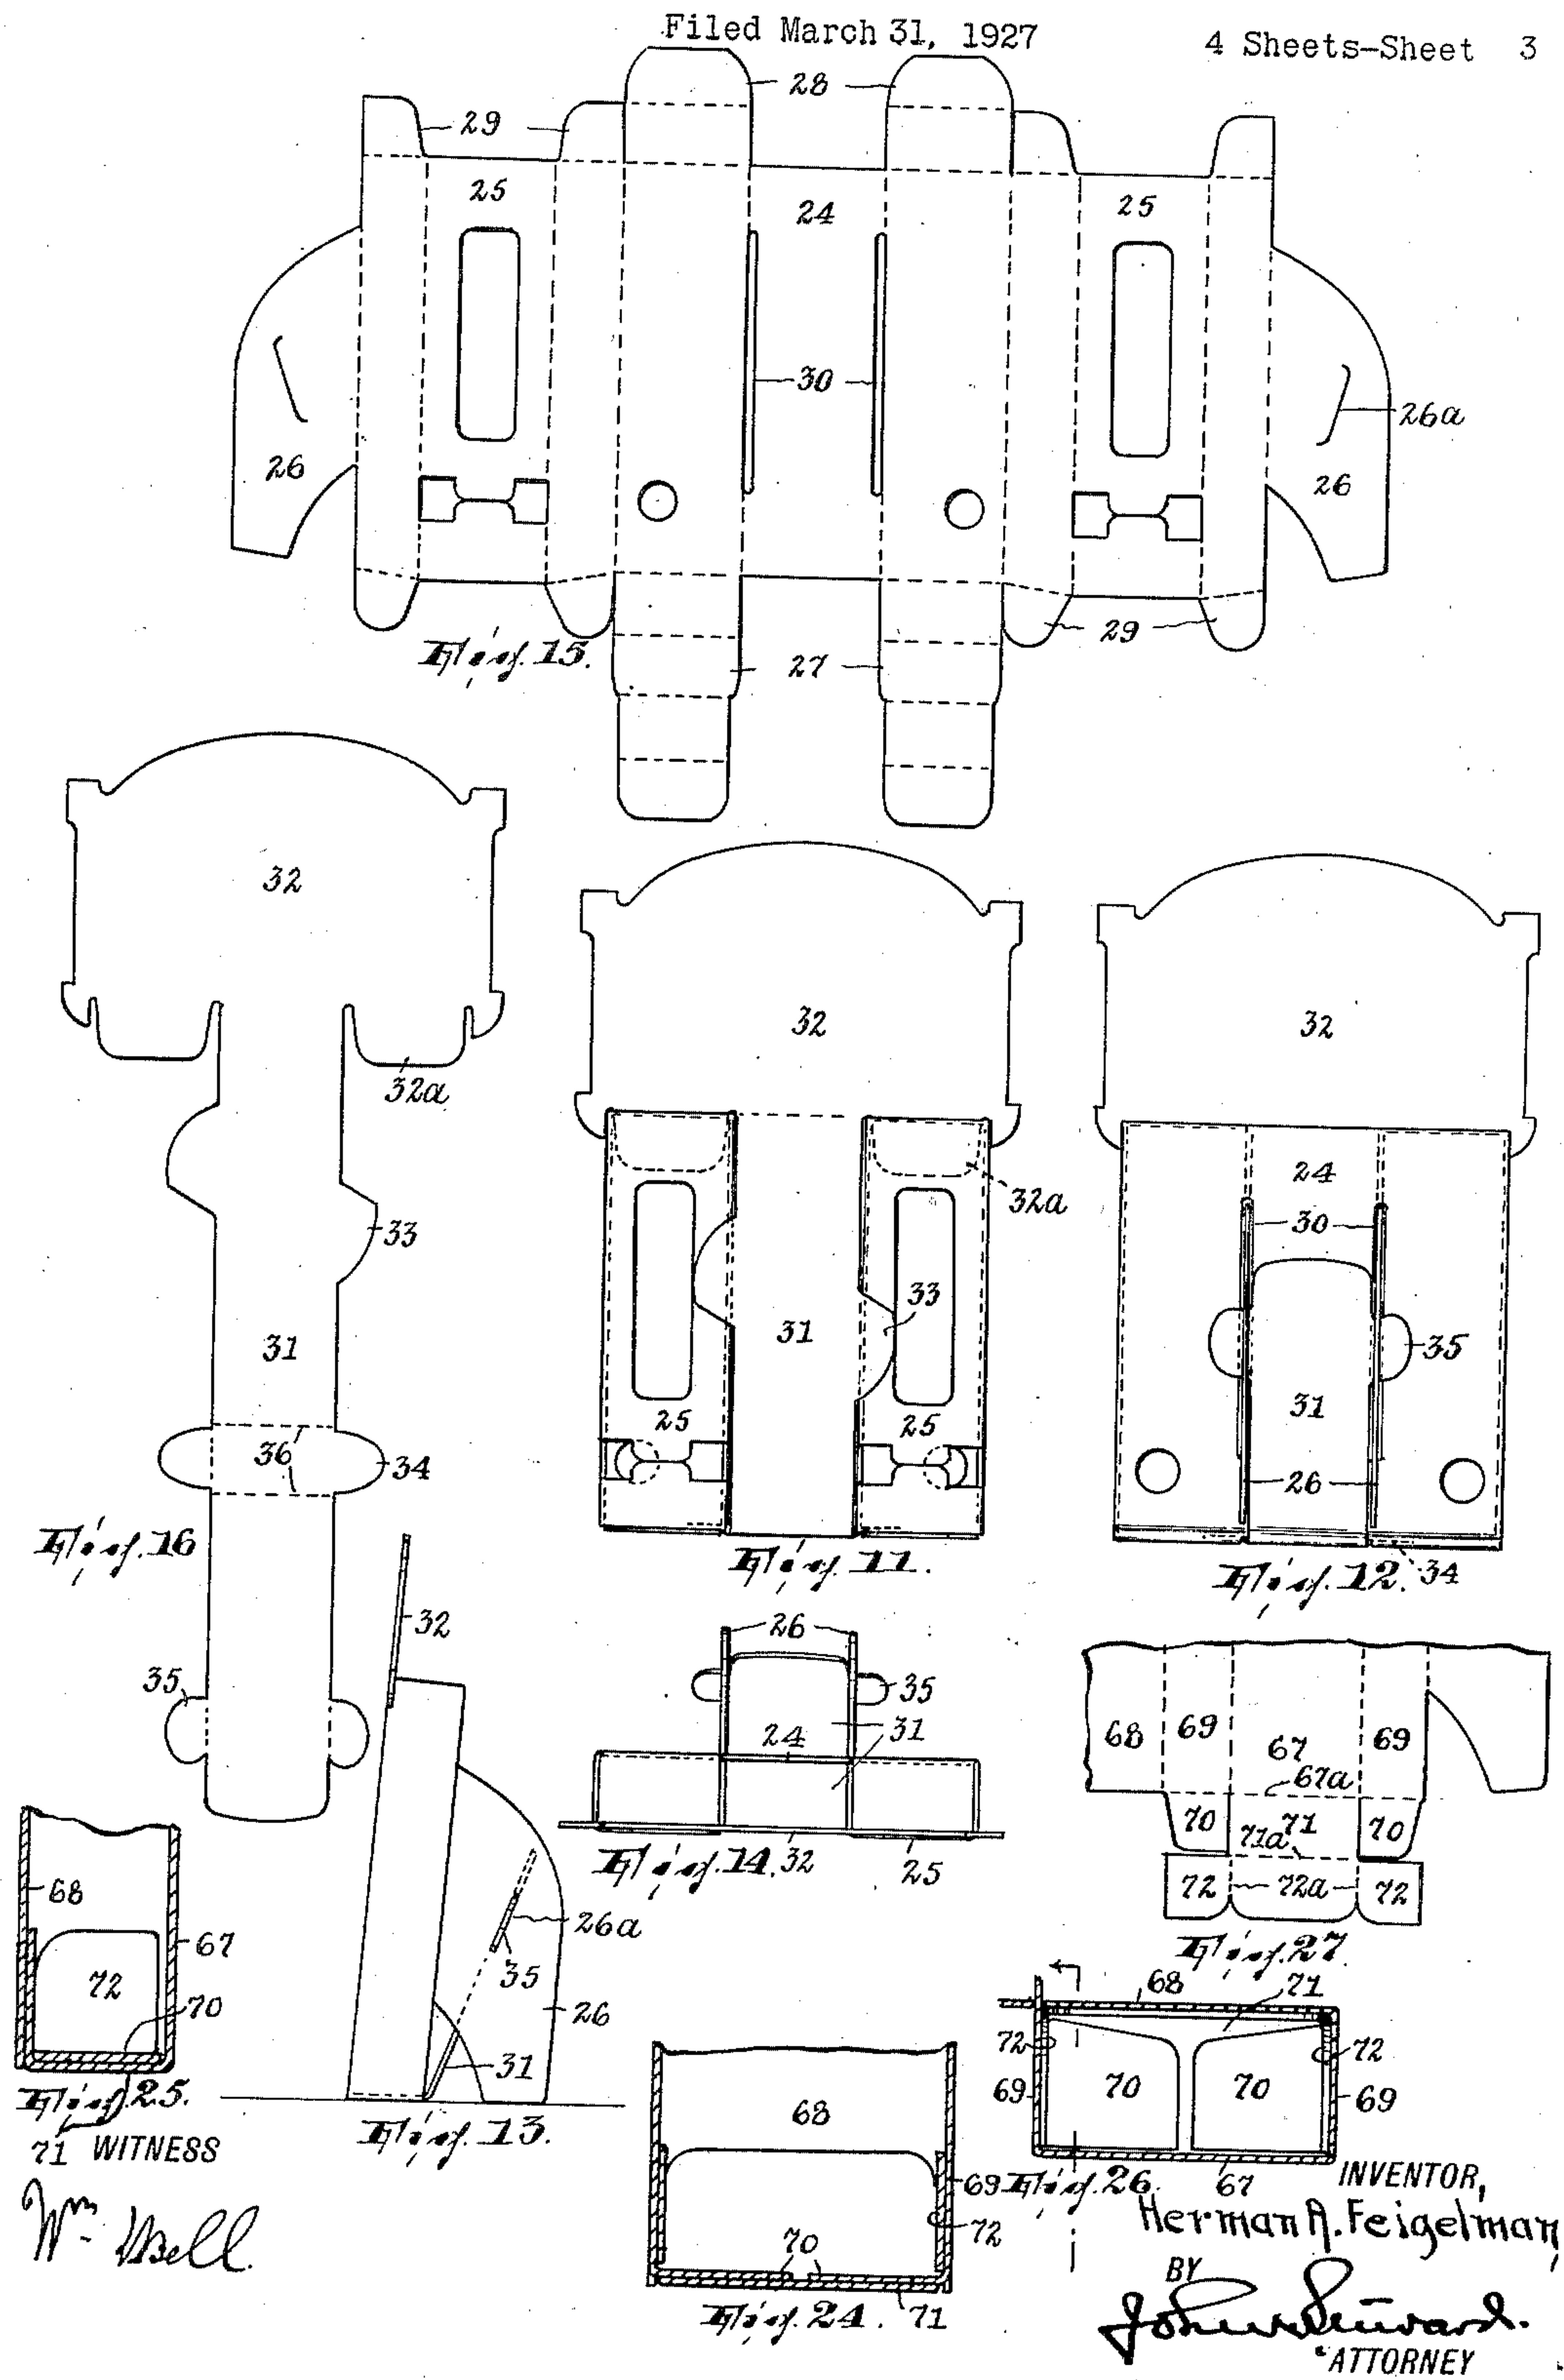 Filed March 31, 1927 4 Sheets-Sheet 3
28
29
25 24 25
30
26a
26 26
29
Fig. 15.
27
32
32 32
32a
24
32a
30
33
33
31 31 35
31
25 25
36 34
26
Fig. 16
Fig. 11. Fig. 12. 34
32 26
35 35
24 31
68 69 67 69
67a
70 71 70
71a
Fig. 14. 32 25
72 72a 72
68
26a
67 Fig. 27.
35
72 68 71
70 26
72 72
31
69 70 70 69
Fig. 25. 68
71 WITNESS Fig. 13.
69 Fig. 26. 67 INVENTOR,
Wm Bell. Herman A. Feigelman,
72
70 BY
Fig. 24. 71
ATTORNEY